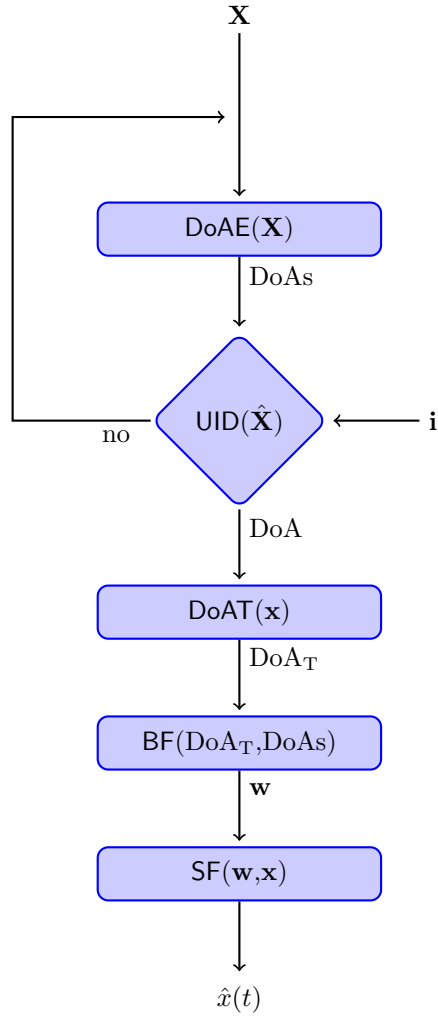 X
DoAE(X)
DoAs
UID(X̂)
i
no
DoA
DoAT(x)
DoA_T
BF(DoA_T,DoAs)
w
SF(w,x)
x̂(t)